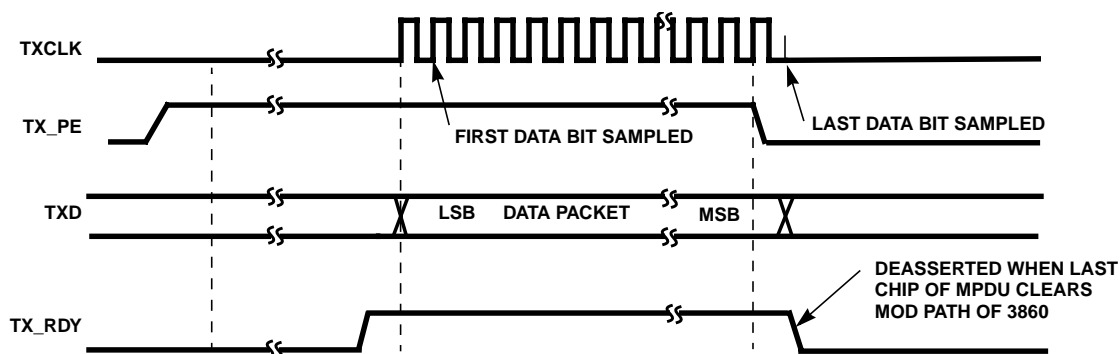 TXCLK
TX_PE
FIRST DATA BIT SAMPLED
LAST DATA BIT SAMPLED
TXD
LSB DATA PACKET MSB
DEASSERTED WHEN LAST
CHIP OF MPDU CLEARS
MOD PATH OF 3860
TX_RDY